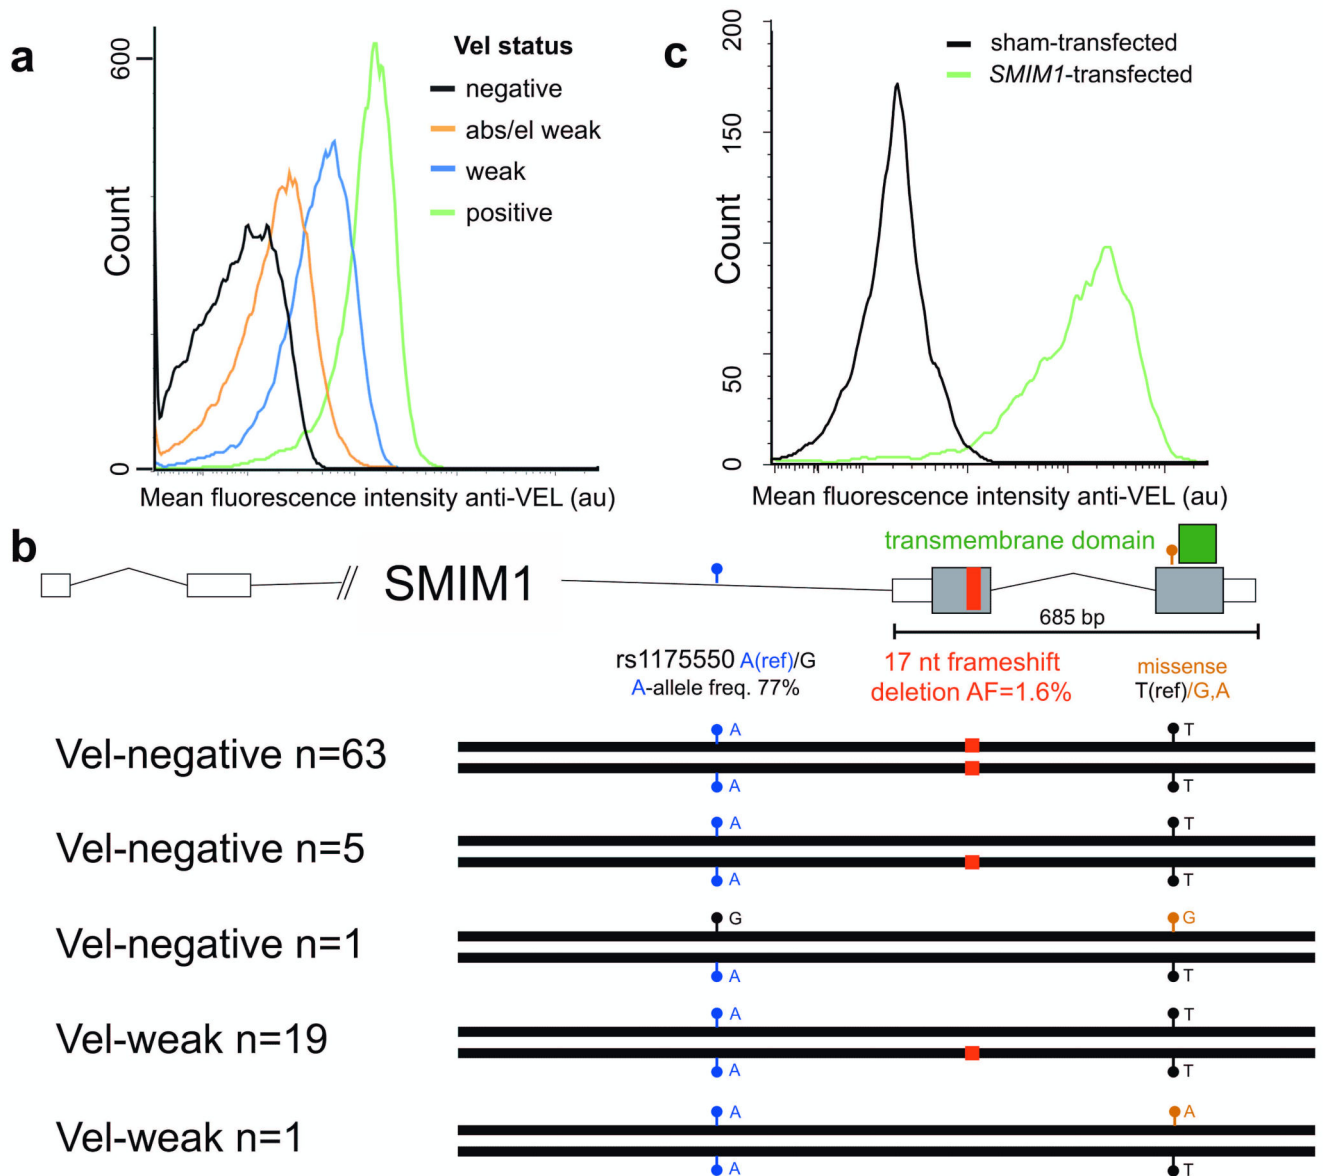 a
600
0
Count
Vel status
negative
abs/el weak
weak
positive
Mean fluorescence intensity anti-VEL (au)
c
200
150
50
0
Count
sham-transfected
SMIM1-transfected
Mean fluorescence intensity anti-VEL (au)
b
SMIM1
transmembrane domain
685 bp
rs1175550 A(ref)/G
A-allele freq. 77%
17 nt frameshift
deletion AF=1.6%
missense
T(ref)/G,A
Vel-negative n=63
A
T
A
T
Vel-negative n=5
A
T
A
T
Vel-negative n=1
G
G
A
T
Vel-weak n=19
A
T
A
T
Vel-weak n=1
A
A
A
T